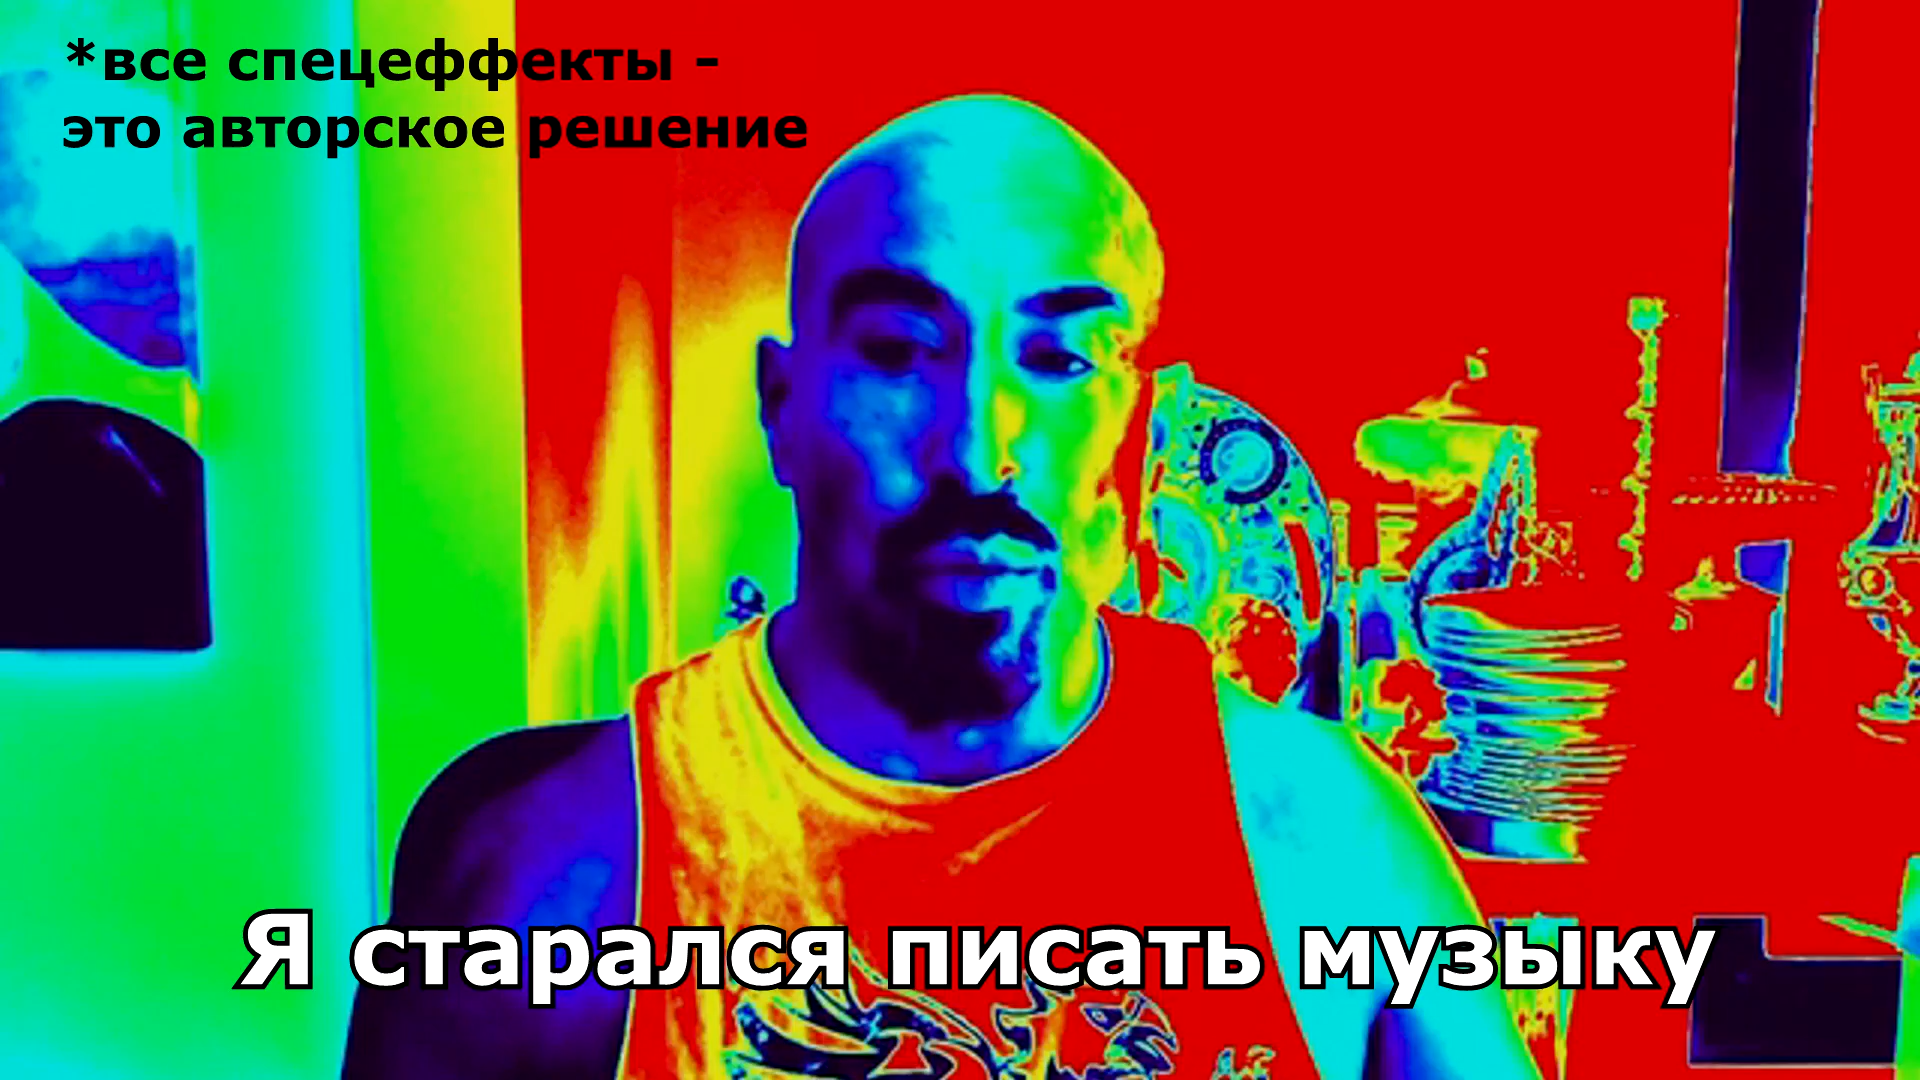 *все спецеффекты -
это авторское решение
Я старался писать музыку